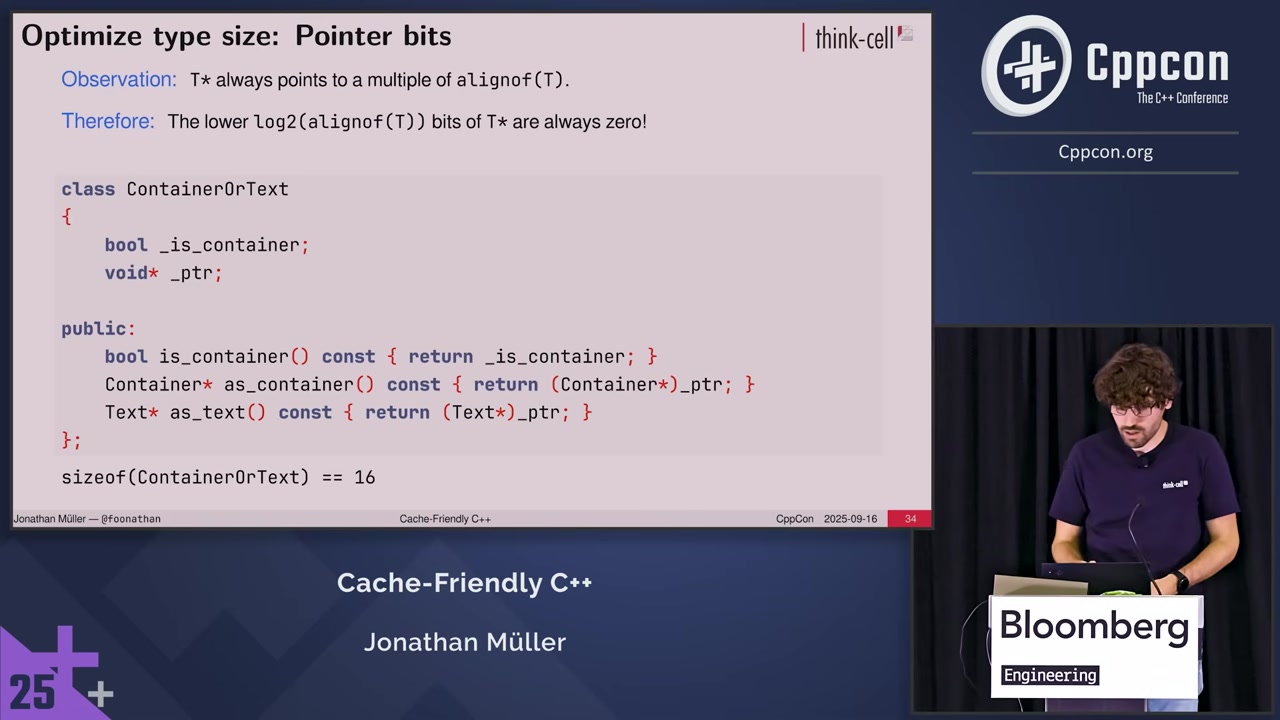 Optimize type size: Pointer bits
think-cell
Observation: T* always points to a multiple of alignof(T).
Therefore: The lower log2(alignof(T)) bits of T* are always zero!
class ContainerOrText
{
    bool _is_container;
    void* _ptr;
public:
    bool is_container() const { return _is_container; }
    Container* as_container() const { return (Container*)_ptr; }
    Text* as_text() const { return (Text*)_ptr; }
};
sizeof(ContainerOrText) == 16
Jonathan Müller — @foonathan Cache-Friendly C++ CppCon 2025-09-16 34
Cppcon
The C++ Conference
Cppcon.org
think-cell
Bloomberg
Engineering
Cache-Friendly C++
Jonathan Müller
25